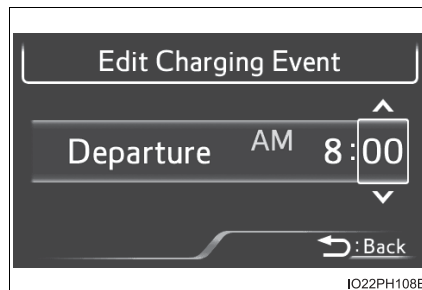 Edit Charging Event
Departure AM 8:00
:Back
IO22PH108E